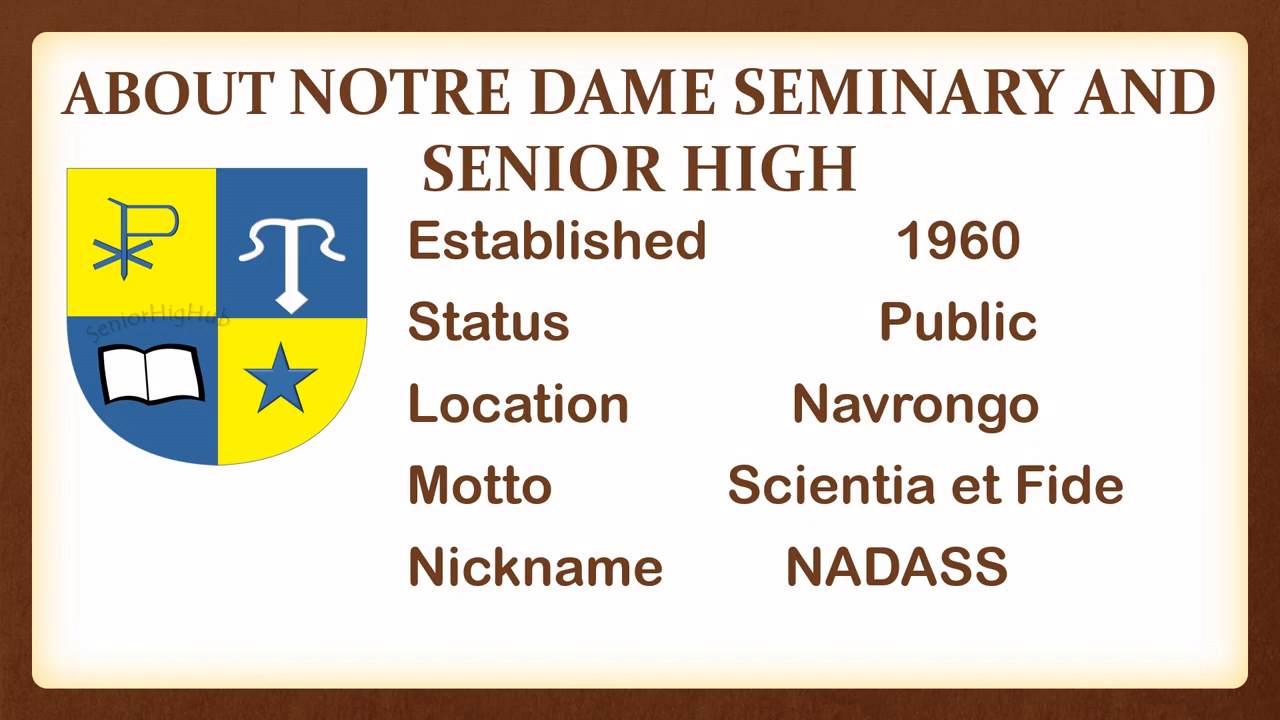 ABOUT NOTRE DAME SEMINARY AND
SENIOR HIGH
Established 1960
Status Public
Location Navrongo
Motto Scientia et Fide
Nickname NADASS
SeniorHigHub